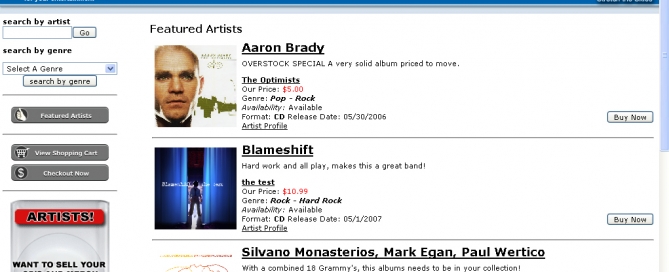 search by artist
Go
search by genre
Select A Genre
search by genre
Featured Artists
View Shopping Cart
Checkout Now
ARTISTS!
WANT TO SELL YOUR
Featured Artists
Aaron Brady
OVERSTOCK SPECIAL A very solid album priced to move.
The Optimists
Our Price: $5.00
Genre: Pop - Rock
Availability: Available
Format: CD Release Date: 05/30/2006
Artist Profile
Buy Now
Blameshift
Hard work and all play, makes this a great band!
the test
Our Price: $10.99
Genre: Rock - Hard Rock
Availability: Available
Format: CD Release Date: 05/1/2007
Artist Profile
Buy Now
Silvano Monasterios, Mark Egan, Paul Wertico
With a combined 18 Grammy's, this albums needs to be in your collection!